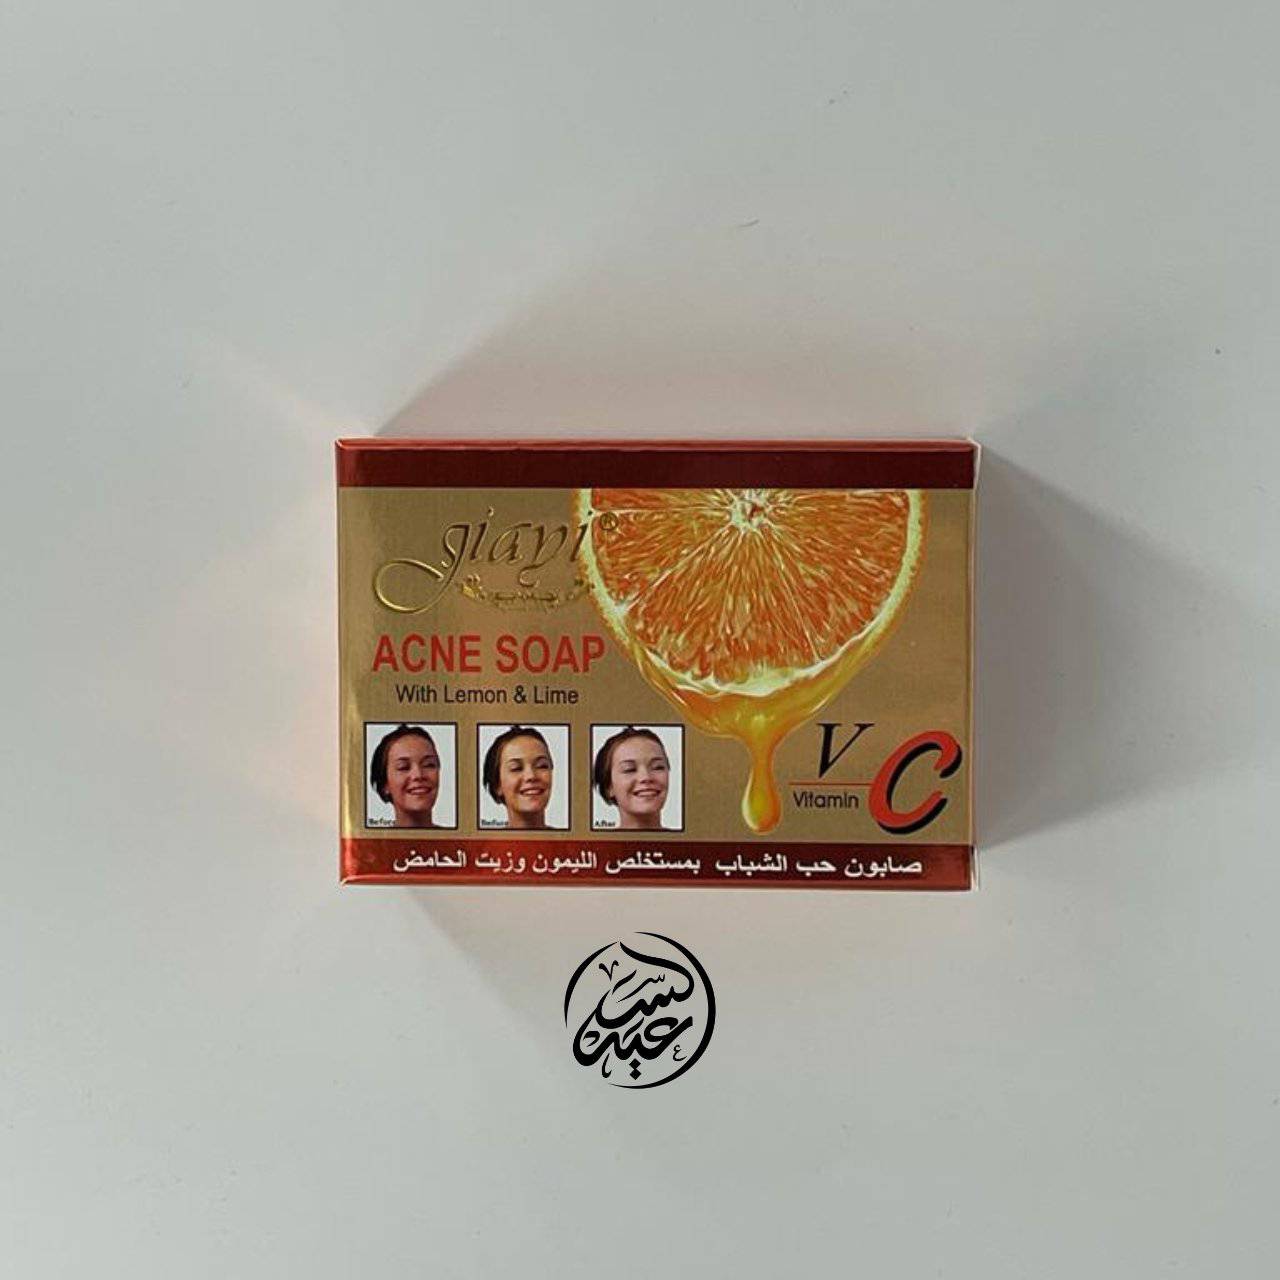 giayi®
ACNE SOAP
With Lemon & Lime
Before
Before
After
V C
Vitamin
صابون حب الشباب بمستخلص الليمون وزيت الحامض